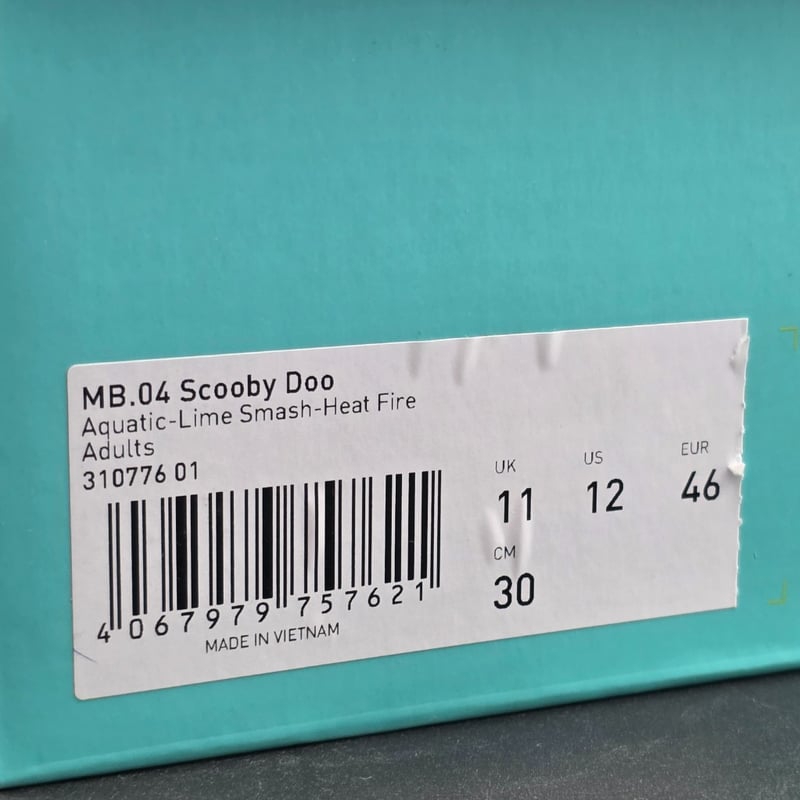 MB.04 Scooby Doo
Aquatic-Lime Smash-Heat Fire
Adults
310776 01
UK US EUR
11 12 46
CM
30
4 067979 757621
MADE IN VIETNAM